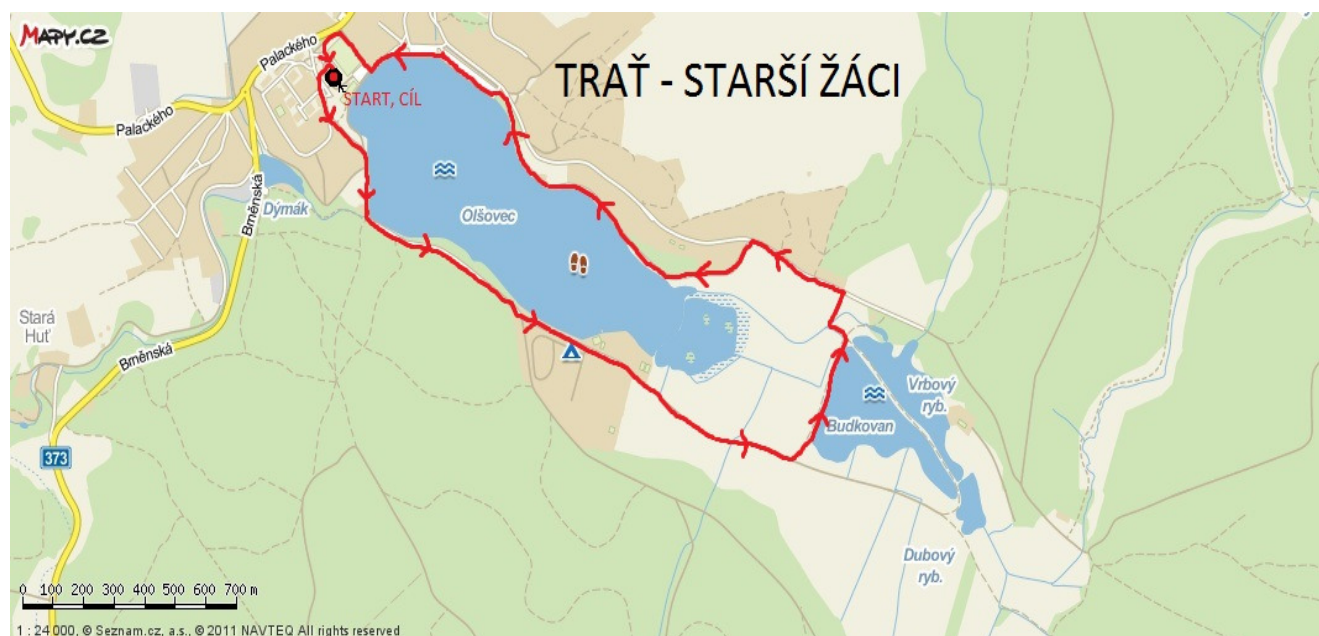 MAPY.CZ
Palackého
TRAŤ - STARŠÍ ŽÁCI
START, CÍL
Palackého
Brněnská
Dýmák
Olšovec
Stará
Huť
Brněnská
Vrbový
ryb.
Budkovan
373
Dubový
ryb.
0 100 200 300 400 500 600 700 m
1 : 24 000, © Seznam.cz, a.s., © 2011 NAVTEQ All rights reserved